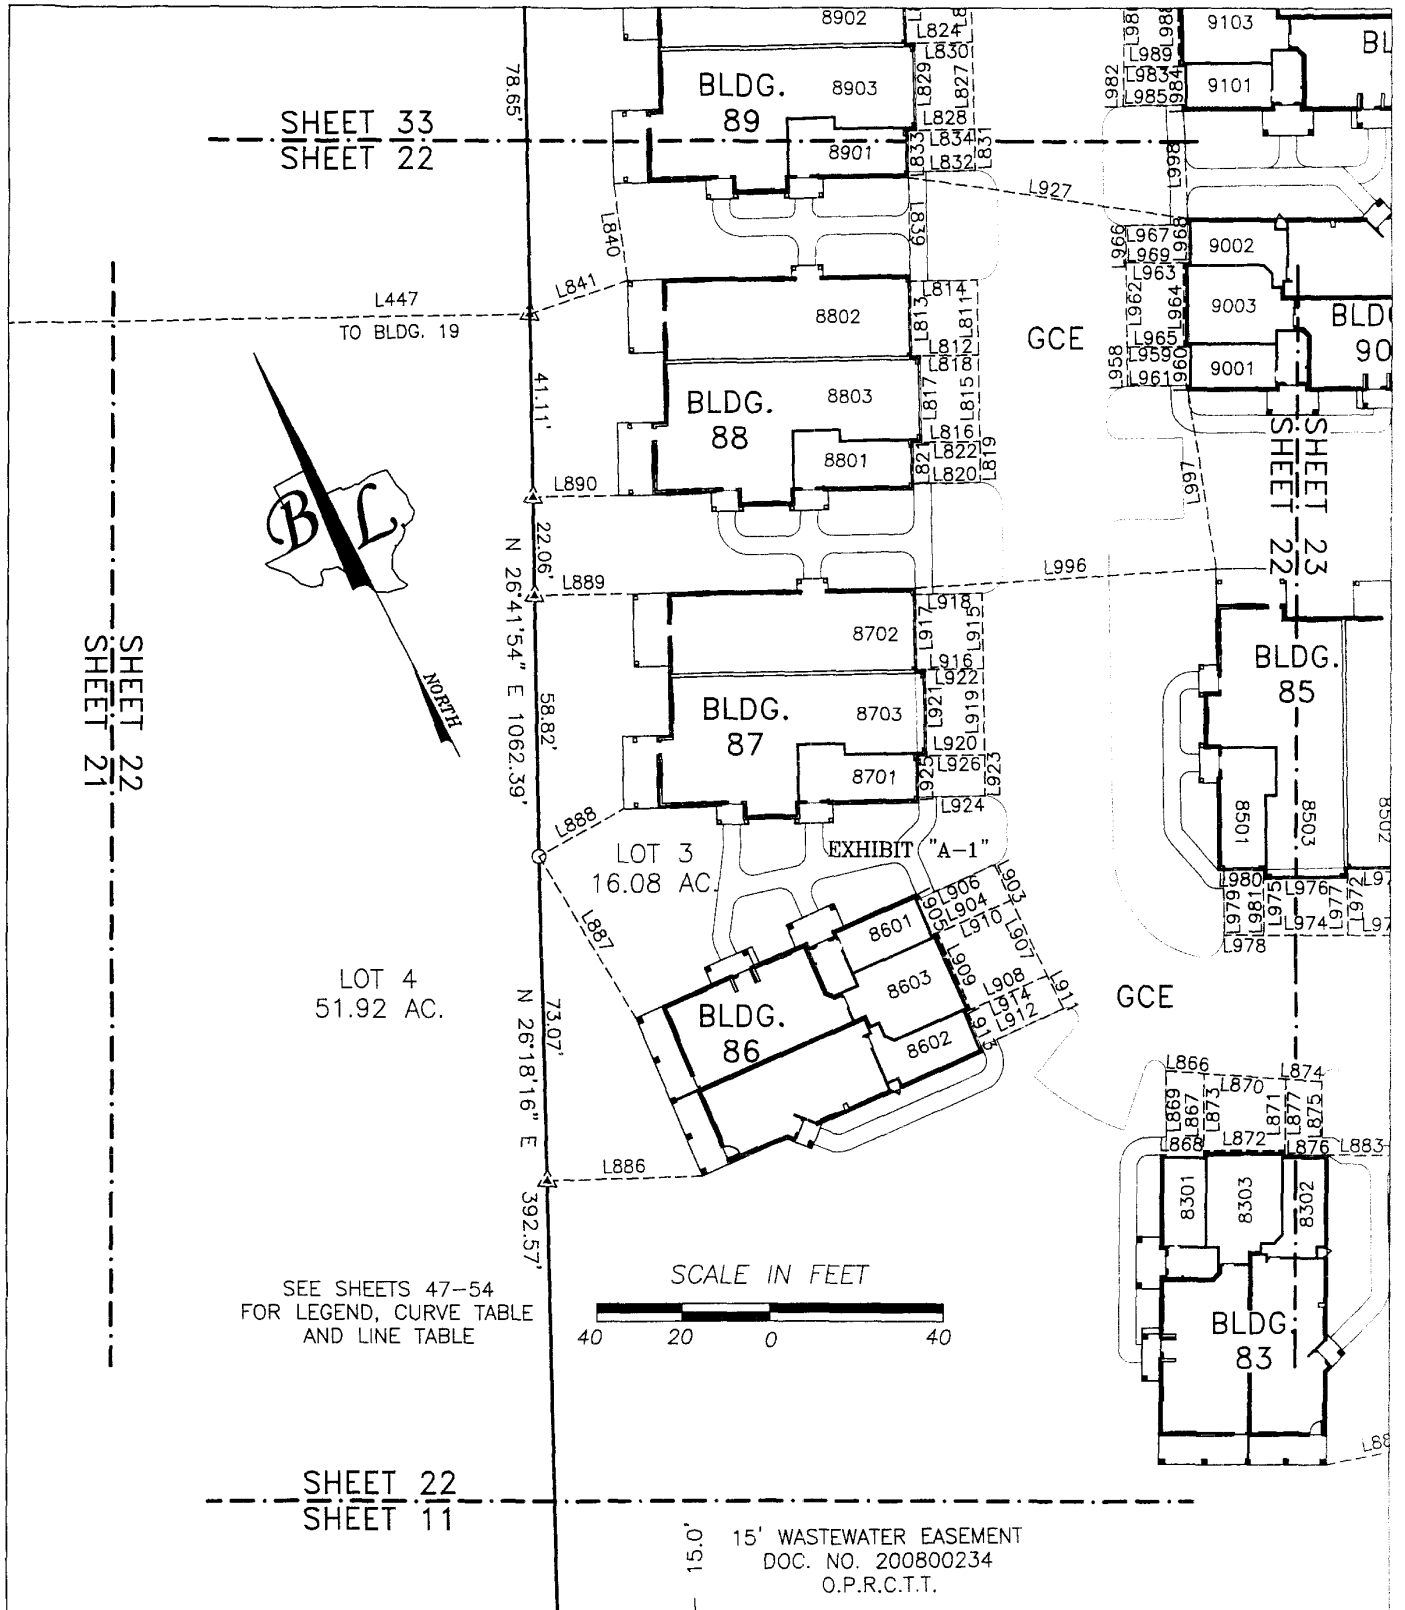 8902
L824
L830
78.65'
BLDG.
89
8903
L829
L827
L828
SHEET 33
SHEET 22
8901
L833
L834
L832
L831
9103
L989
L983
L982
L985
L984
9101
L998
L927
L840
L839
L841
L447
TO BLDG. 19
L966
L967
L969
L968
9002
L963
L962
L964
9003
L965
L958
L959
L961
L960
9001
90
GCE
L814
8802
L813
L811
L812
L818
41.11'
BLDG.
88
8803
L817
L815
L816
8801
L821
L822
L820
L819
L890
B L
NORTH
SHEET 23
SHEET 22
L997
22.06'
L889
L996
N 26°41'54" E 1062.39'
L918
8702
L917
L915
L916
L922
SHEET 22
SHEET 21
58.82'
BLDG.
87
8703
L921
L919
L920
8701
L925
L926
L923
L924
BLDG.
85
8501
8503
8502
L980
L979
L981
L975
L976
L974
L977
L972
L978
L888
LOT 3
16.08 AC.
EXHIBIT "A-1"
L887
L906
L903
L905
L904
L910
8601
L907
L909
8603
L908
L914
L911
L912
L913
8602
LOT 4
51.92 AC.
BLDG.
86
GCE
73.07'
N 26°18'16" E
L886
392.57'
L866
L874
L870
L869
L867
L873
L871
L877
L875
L868
L872
L876
L883
8301
8303
8302
BLDG.
83
SEE SHEETS 47-54
FOR LEGEND, CURVE TABLE
AND LINE TABLE
SCALE IN FEET
40 20 0 40
SHEET 22
SHEET 11
15.0'
15' WASTEWATER EASEMENT
DOC. NO. 200800234
O.P.R.C.T.T.